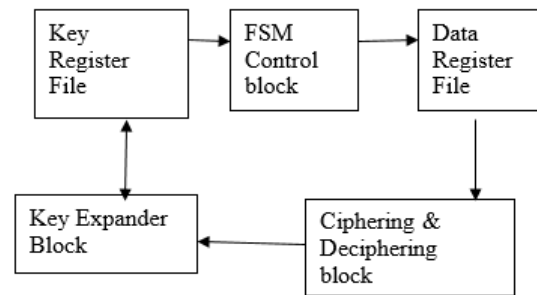 Key
Register
File
FSM
Control
block
Data
Register
File
Key Expander
Block
Ciphering &
Deciphering
block